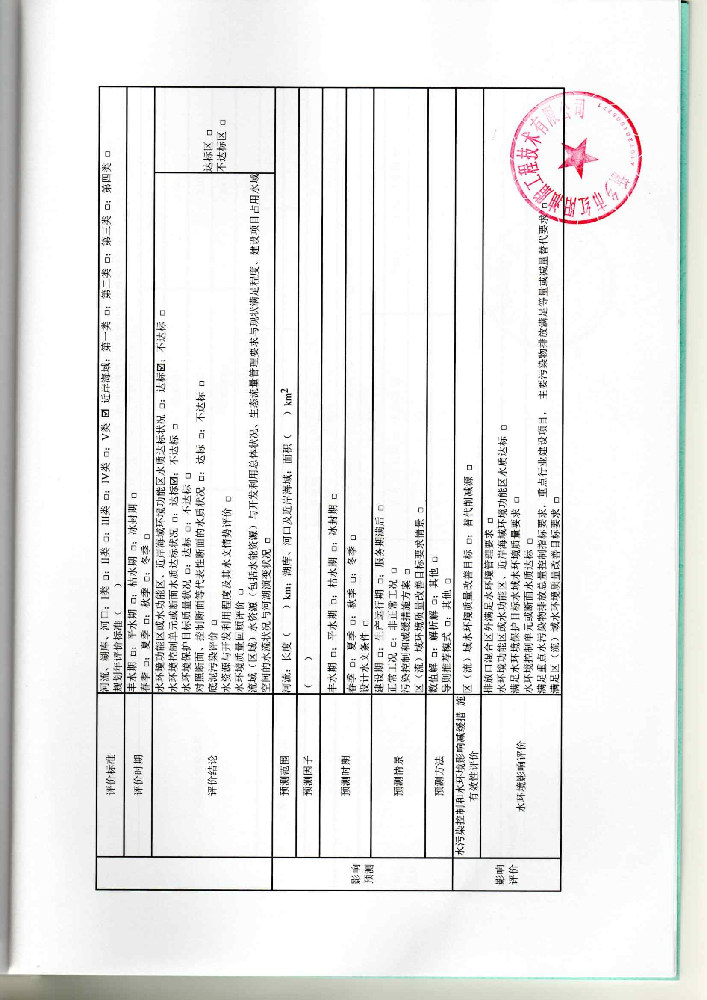 评价标准
河流、湖库、河口：I类 □；II类 □；III类 □；IV类 □；V类 ☑ 近岸海域：第一类 □；第二类 □；第三类 □；第四类 □
规划年评价标准（ ）
评价时期
丰水期 □；平水期 □；枯水期 □；冰封期 □
春季 □；夏季 □；秋季 □；冬季 □
评价结论
水环境功能区或水功能区、近岸海域环境功能区水质达标状况 □：达标☑；不达标 □
水环境控制单元或断面水质达标状况 □：达标☑；不达标 □
水环境保护目标质量状况 □：达标 □；不达标 □
对照断面、控制断面等代表性断面的水质状况 □：达标 □；不达标 □
底泥污染评价 □
水资源与开发利用程度及其水文情势评价 □
水环境质量回顾评价 □
流域（区域）水资源（包括水能资源）与开发利用总体状况、生态流量管理要求与现状满足程度、建设项目占用水域
空间的水流状况与河湖演变状况 □
达标区 □
不达标区 □
影响
预测
预测范围
河流：长度（ ）km；湖库、河口及近岸海域：面积（ ）km²
预测因子
（ ）
预测时期
丰水期 □；平水期 □；枯水期 □；冰封期 □
春季 □；夏季 □；秋季 □；冬季 □
设计水文条件 □
预测情景
建设期 □；生产运行期 □；服务期满后 □
正常工况 □；非正常工况 □
污染控制和减缓措施方案 □
区（流）域环境质量改善目标要求情景 □
预测方法
数值解 □：解析解 □；其他 □
导则推荐模式 □：其他 □
影响
评价
水污染控制和水环境影响减缓措 施
有效性评价
区（流）域水环境质量改善目标 □；替代削减源 □
水环境影响评价
排放口混合区外满足水环境管理要求 □
水环境功能区或水功能区、近岸海域环境功能区水质达标 □
满足水环境保护目标水域水环境质量要求 □
水环境控制单元或断面水质达标 □
满足重点水污染物排放总量控制指标要求，重点行业建设项目， 主要污染物排放满足等量或减量替代要求 □
满足区（流）域水环境质量改善目标要求 □
新乡市红阳油脂工程技术有限公司
4107261008771